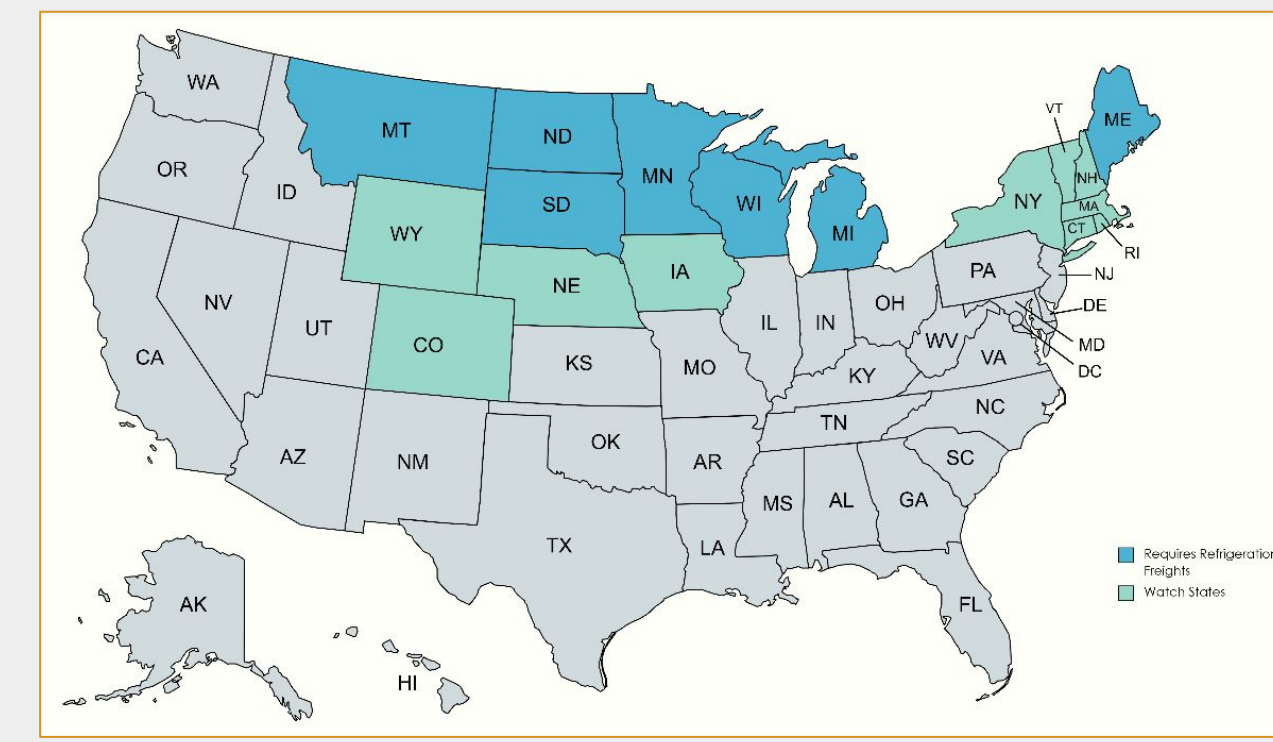 WA
MT
ND
MN
VT
ME
OR
ID
SD
WI
MI
NY
NH
MA
CT
RI
WY
NE
IA
PA
NJ
NV
UT
CO
IL
IN
OH
DE
WV
VA
MD
DC
CA
KS
MO
KY
NC
AZ
NM
OK
AR
TN
SC
MS
AL
GA
TX
LA
Requires Refrigeration
Freights
Watch States
AK
FL
HI